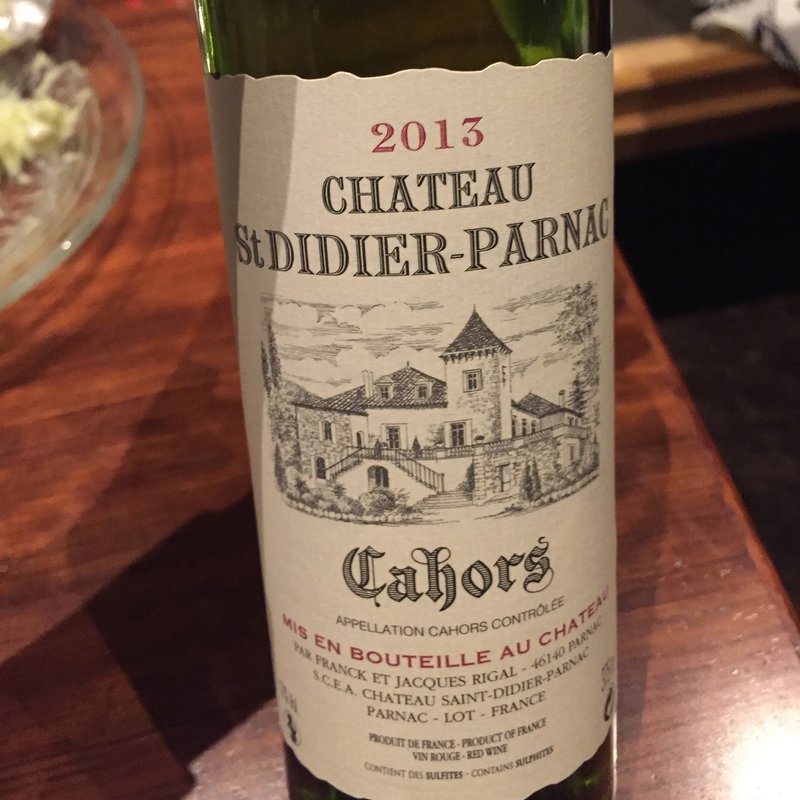 2013
CHATEAU
St DIDIER-PARNAC
Cahors
APPELLATION CAHORS CONTRÔLÉE
MIS EN BOUTEILLE AU CHATEAU
PAR FRANCK ET JACQUES RIGAL - 46140 PARNAC
S.C.E.A. CHATEAU SAINT-DIDIER-PARNAC
PARNAC - LOT - FRANCE
PRODUIT DE FRANCE - PRODUCT OF FRANCE
VIN ROUGE - RED WINE
CONTIENT DES SULFITES - CONTAINS SULPHITES